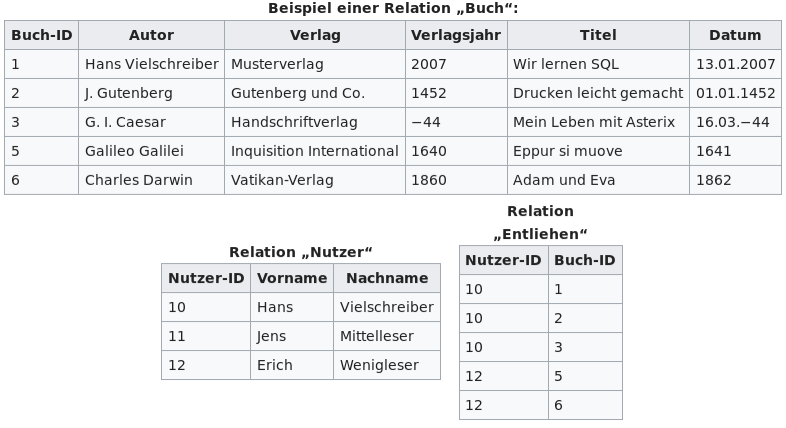 Beispiel einer Relation „Buch“:
Buch-ID Autor Verlag Verlagsjahr Titel Datum
1 Hans Vielschreiber Musterverlag 2007 Wir lernen SQL 13.01.2007
2 J. Gutenberg Gutenberg und Co. 1452 Drucken leicht gemacht 01.01.1452
3 G. I. Caesar Handschriftverlag −44 Mein Leben mit Asterix 16.03.−44
5 Galileo Galilei Inquisition International 1640 Eppur si muove 1641
6 Charles Darwin Vatikan-Verlag 1860 Adam und Eva 1862
Relation „Nutzer“
Nutzer-ID Vorname Nachname
10 Hans Vielschreiber
11 Jens Mittelleser
12 Erich Wenigleser
Relation
„Entliehen“
Nutzer-ID Buch-ID
10 1
10 2
10 3
12 5
12 6